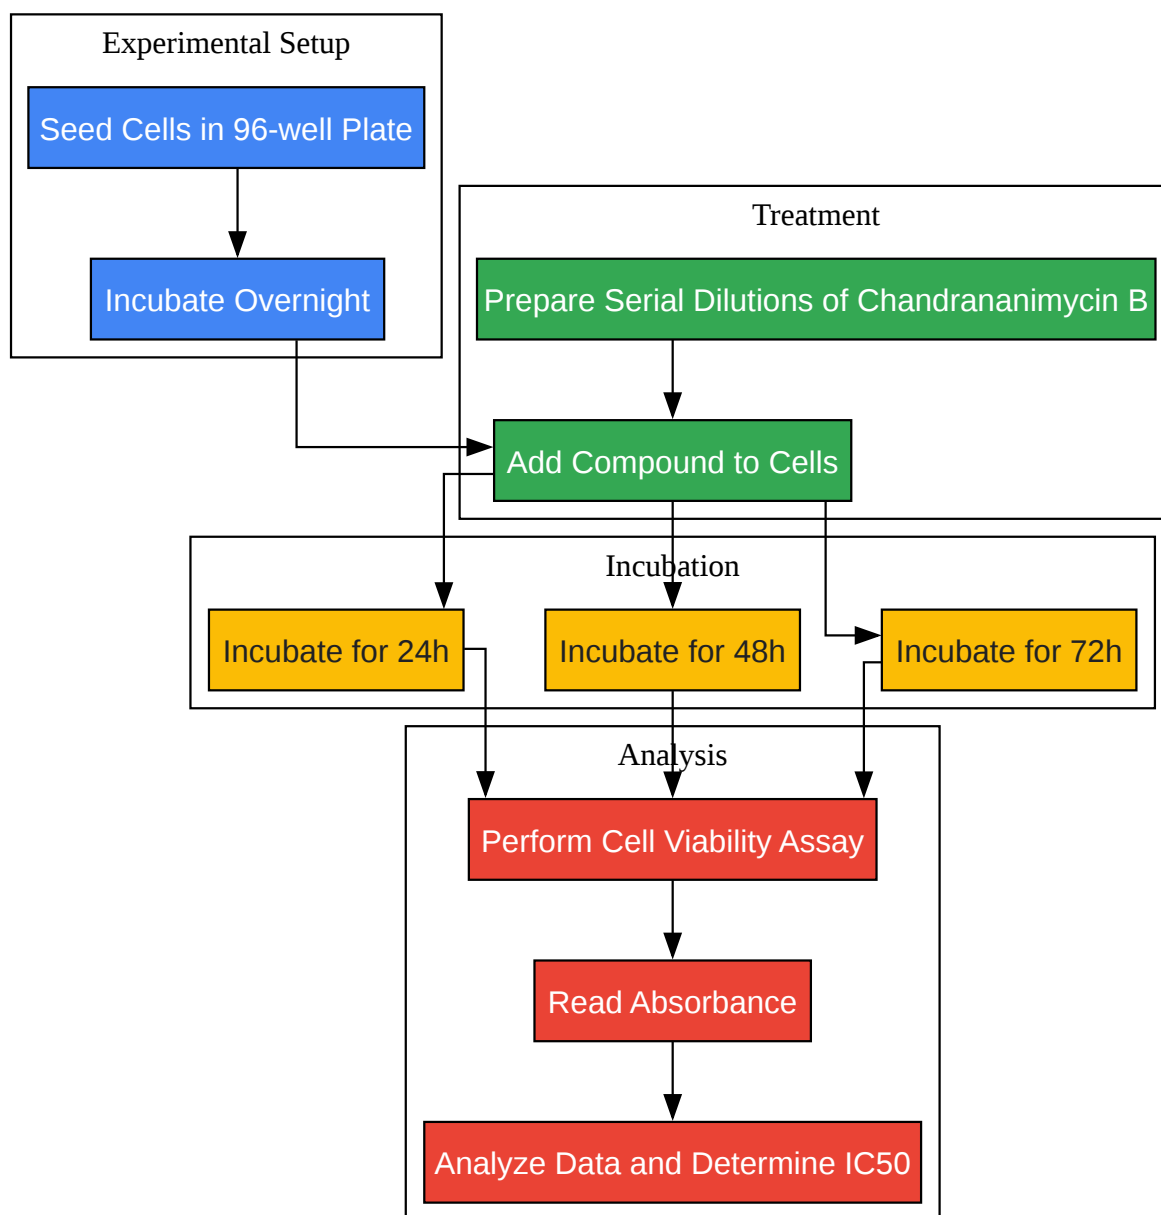 Experimental Setup
Seed Cells in 96-well Plate
Incubate Overnight
Treatment
Prepare Serial Dilutions of Chandrananimycin B
Add Compound to Cells
Incubation
Incubate for 24h
Incubate for 48h
Incubate for 72h
Analysis
Perform Cell Viability Assay
Read Absorbance
Analyze Data and Determine IC50